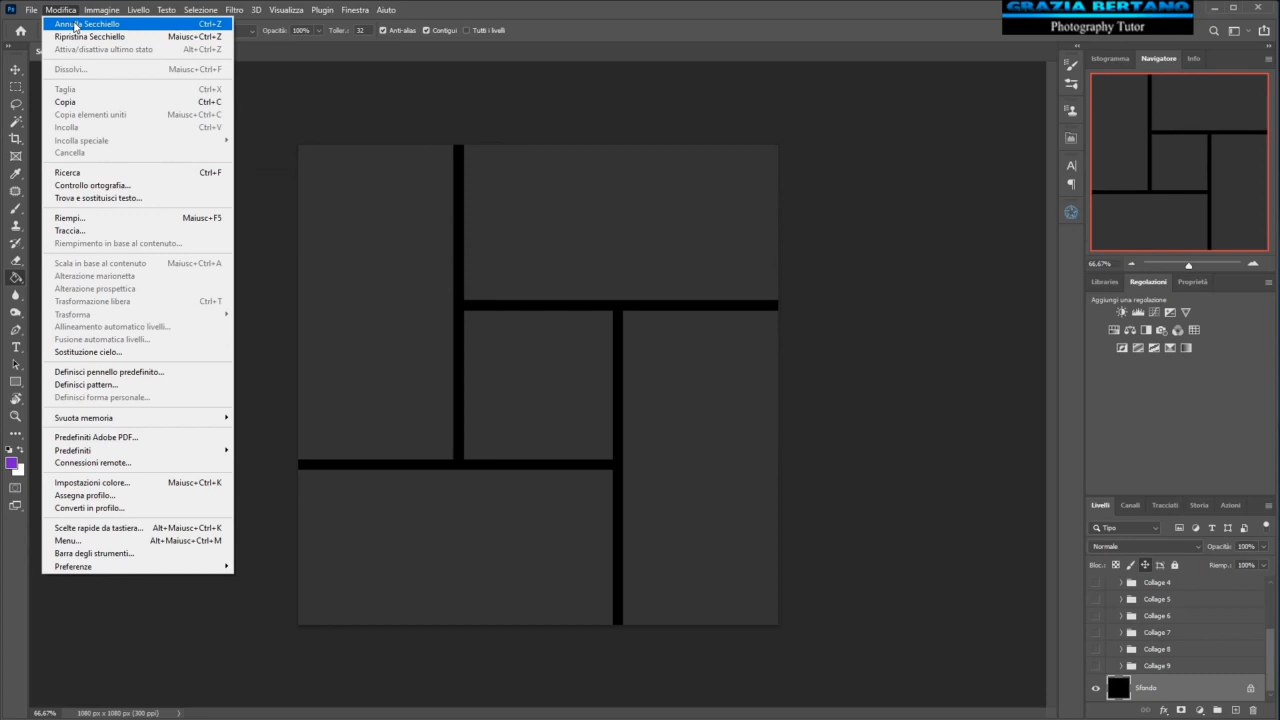 GRAZIA BERTANO
Photography Tutor
Ps File Modifica Immagine Livello Testo Selezione Filtro 3D Visualizza Plugin Finestra Aiuto
Opacità: 100% Toller.: 32 Anti-alias Contigui Tutti i livelli
Annulla Secchiello Ctrl+Z
Ripristina Secchiello Maiusc+Ctrl+Z
Attiva/disattiva ultimo stato Alt+Ctrl+Z
Dissolvi... Maiusc+Ctrl+F
Taglia Ctrl+X
Copia Ctrl+C
Copia elementi uniti Maiusc+Ctrl+C
Incolla Ctrl+V
Incolla speciale
Cancella
Ricerca Ctrl+F
Controllo ortografia...
Trova e sostituisci testo...
Riempi... Maiusc+F5
Traccia...
Riempimento in base al contenuto...
Scala in base al contenuto Maiusc+Ctrl+A
Alterazione marionetta
Alterazione prospettica
Trasformazione libera Ctrl+T
Trasforma
Allineamento automatico livelli...
Fusione automatica livelli...
Sostituzione cielo...
Definisci pennello predefinito...
Definisci pattern...
Definisci forma personale...
Svuota memoria
Predefiniti Adobe PDF...
Predefiniti
Connessioni remote...
Impostazioni colore... Maiusc+Ctrl+K
Assegna profilo...
Converti in profilo...
Scelte rapide da tastiera... Alt+Maiusc+Ctrl+K
Menu... Alt+Maiusc+Ctrl+M
Barra degli strumenti...
Preferenze
Istogramma Navigatore Info
66,67%
Libraries Regolazioni Proprietà
Aggiungi una regolazione
Livelli Canali Tracciati Storia Azioni
Tipo
Normale Opacità: 100%
Bloc.: Riemp.: 100%
Collage 4
Collage 5
Collage 6
Collage 7
Collage 8
Collage 9
Sfondo
66,67% 1080 px x 1080 px (300 ppi)